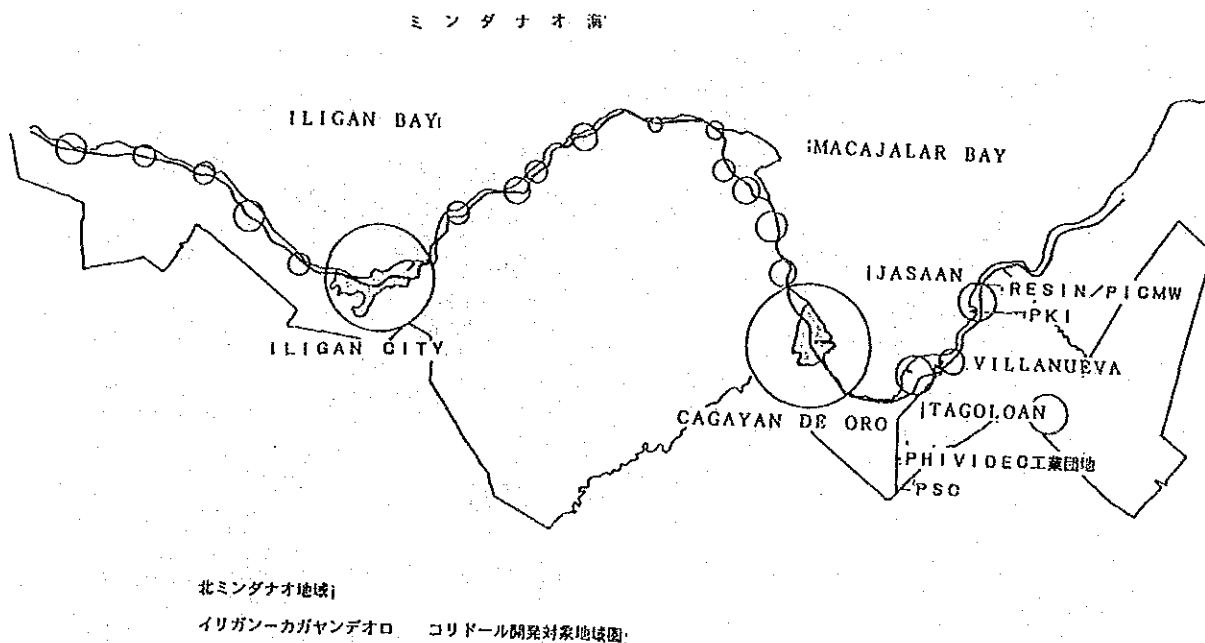 ミンダナオ海
ILIGAN BAY
MACAJALAR BAY
JASAAN
RESIN/PICMW
PKI
ILIGAN CITY
VILLANUEVA
CAGAYAN DE ORO
TAGOLOAN
PHIVIDEC工業団地
PSC
北ミンダナオ地域
イリガンーカガヤンデオロ コリドール開発対象地域図